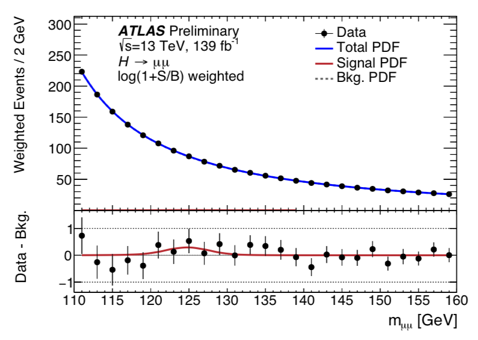 Weighted Events / 2 GeV
300
250
200
150
100
50
ATLAS Preliminary
√s=13 TeV, 139 fb⁻¹
H → μμ
log(1+S/B) weighted
Data
Total PDF
Signal PDF
Bkg. PDF
Data - Bkg.
1
0
−1
110 115 120 125 130 135 140 145 150 155 160
m_μμ [GeV]